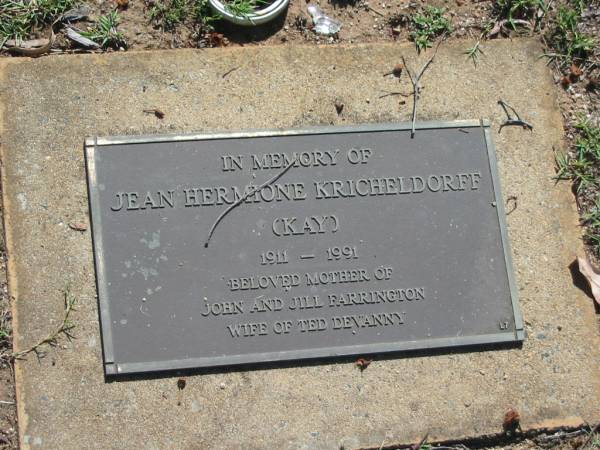 IN MEMORY OF
JEAN HERMIONE KRICHELDORFF
(KAY)
1911 — 1991
BELOVED MOTHER OF
JOHN AND JILL FARRINGTON
WIFE OF TED DEVANNY
LT